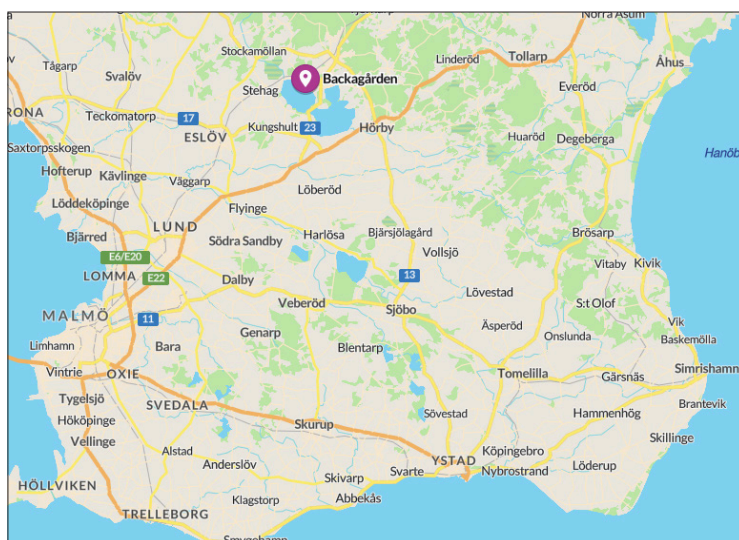 Norra Åsum
Stockamöllan
Linderöd
Tollarp
Tågarp
Svalöv
Backagården
Åhus
Stehag
Everöd
Teckomatorp
17
RONA
Kungshult
23
Hörby
ESLÖV
Huaröd
Degeberga
Saxtorpsskogen
Hanöb
Hofterup
Kävlinge
Väggarp
Löberöd
Löddeköpinge
Flyinge
LUND
Bjärred
Södra Sandby
Harlösa
Bjärsjölagård
Brösarp
Vollsjö
E6/E20
Vitaby
Kivik
LOMMA
E22
Dalby
13
Lövestad
Veberöd
Sjöbo
S:t Olof
MALMÖ
11
Äsperöd
Vik
Genarp
Onslunda
Baskemölla
Limhamn
Bara
Blentarp
Vintrie
OXIE
Tomelilla
Gärsnäs
Simrishamn
Tygelsjö
SVEDALA
Brantevik
Hököpinge
Skurup
Sövestad
Hammenhög
Vellinge
Skillinge
Alstad
Anderslöv
YSTAD
Köpingebro
Svarte
Nybrostrand
Löderup
HÖLLVIKEN
Skivarp
Klagstorp
Abbekås
TRELLEBORG